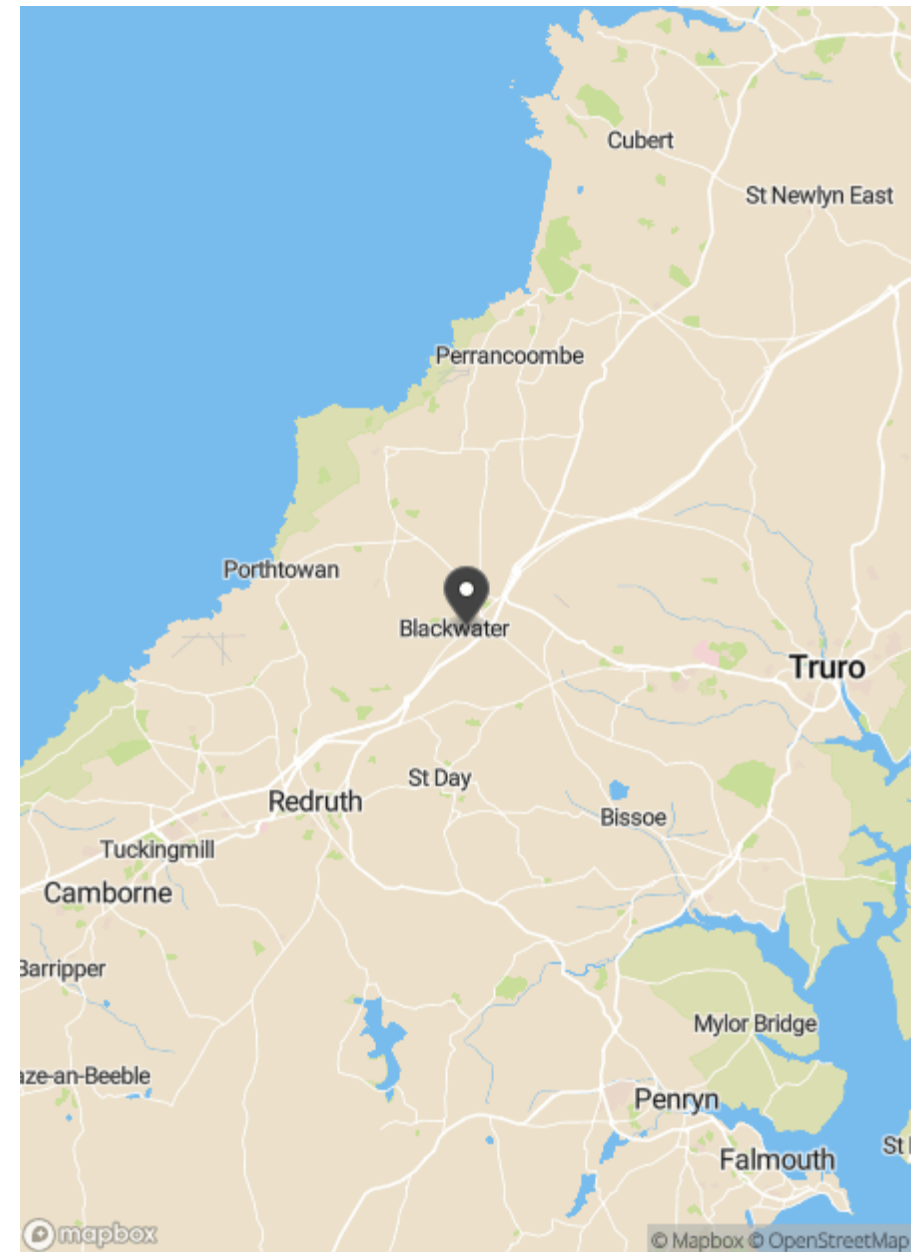 Cubert
St Newlyn East
Perrancoombe
Porthtowan
Blackwater
Truro
St Day
Redruth
Bissoe
Tuckingmill
Camborne
Barripper
Mylor Bridge
aze-an-Beeble
Penryn
St
Falmouth
mapbox
© Mapbox © OpenStreetMap